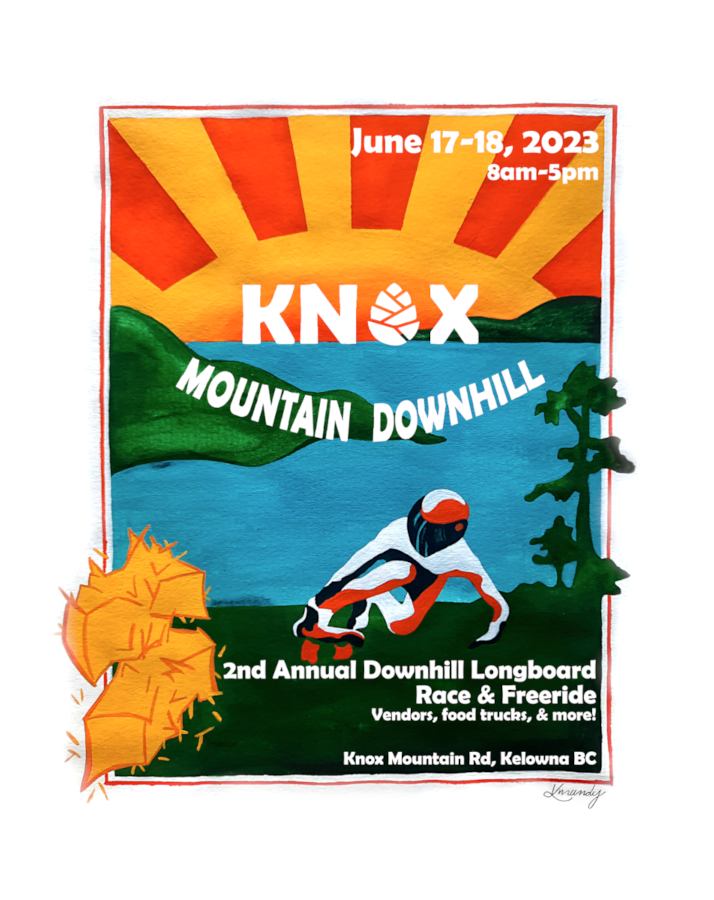 June 17-18, 2023
8am-5pm
KNOX
MOUNTAIN DOWNHILL
2nd Annual Downhill Longboard
Race & Freeride
Vendors, food trucks, & more!
Knox Mountain Rd, Kelowna BC